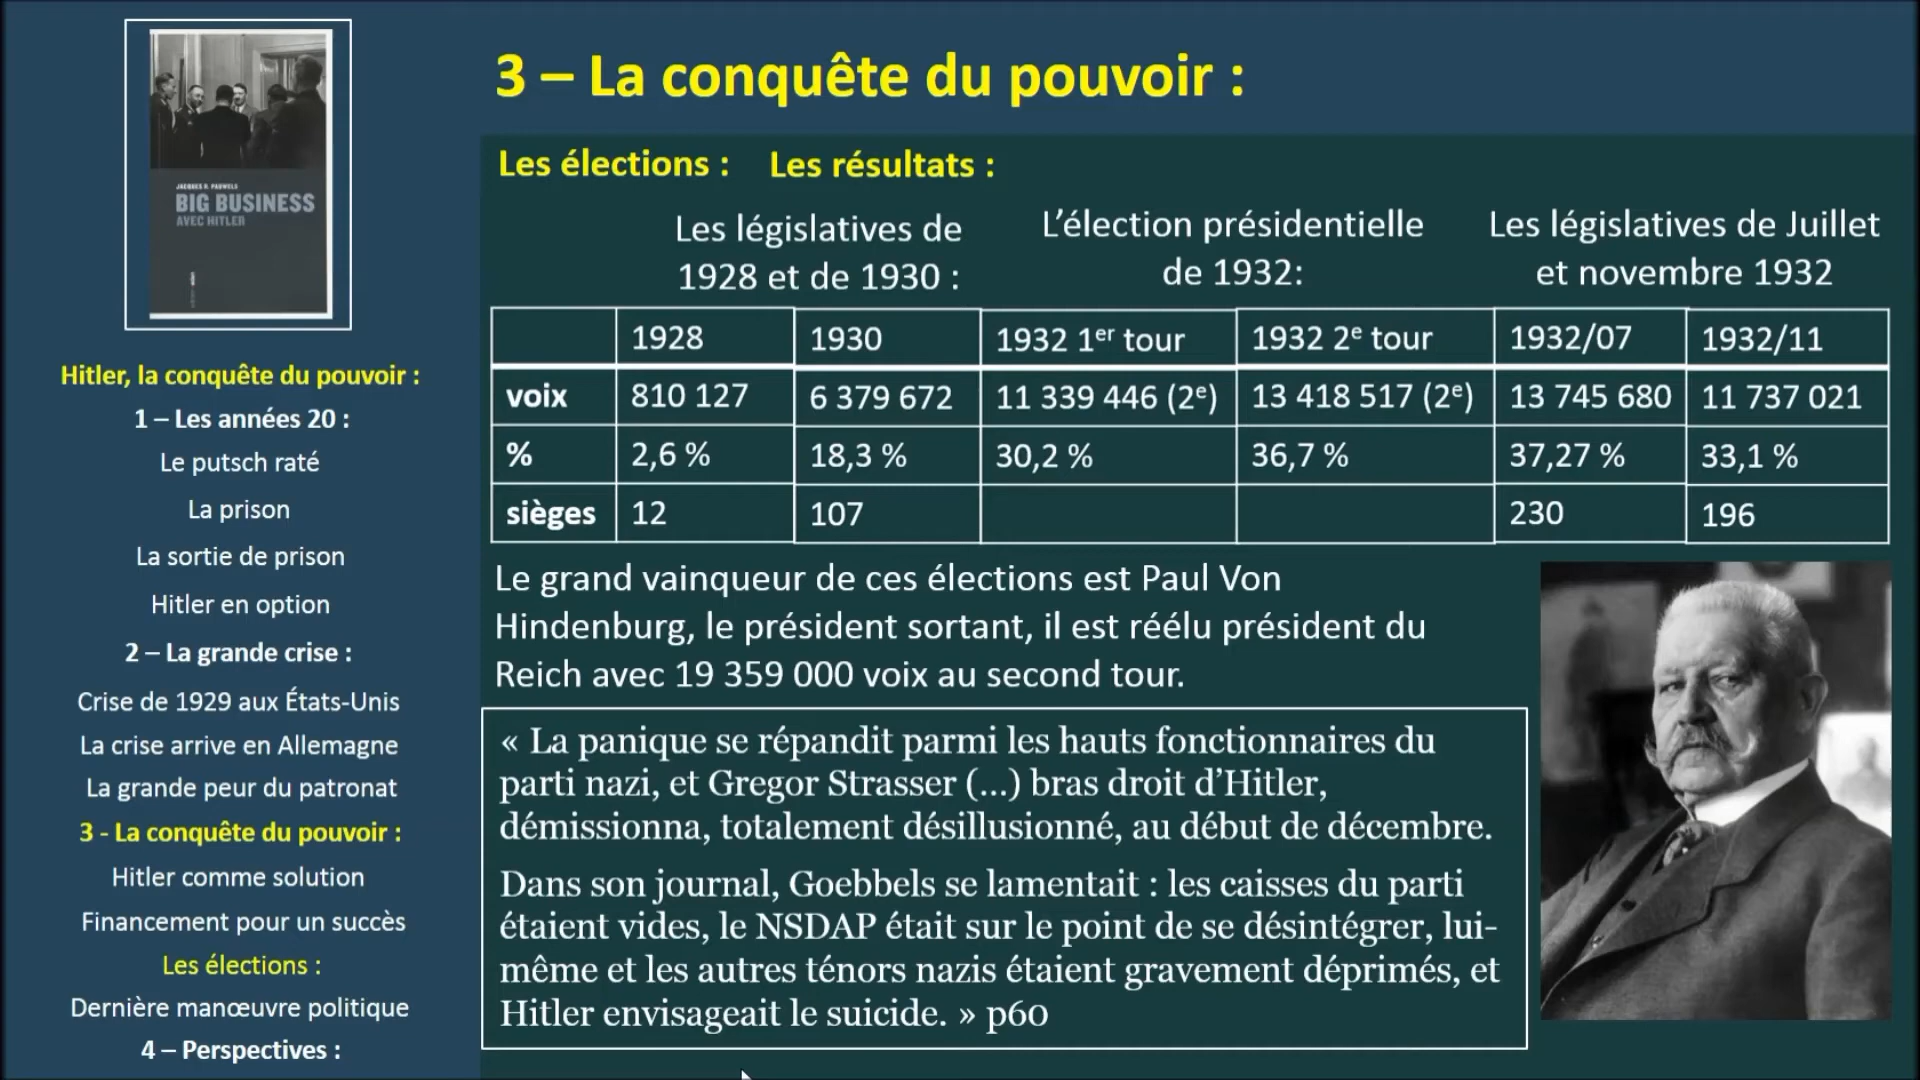 JACQUES R. PAUWELS
BIG BUSINESS
AVEC HITLER
Hitler, la conquête du pouvoir :
1 – Les années 20 :
Le putsch raté
La prison
La sortie de prison
Hitler en option
2 – La grande crise :
Crise de 1929 aux États-Unis
La crise arrive en Allemagne
La grande peur du patronat
3 - La conquête du pouvoir :
Hitler comme solution
Financement pour un succès
Les élections :
Dernière manœuvre politique
4 – Perspectives :
3 – La conquête du pouvoir :
Les élections : Les résultats :
Les législatives de
1928 et de 1930 :
L’élection présidentielle
de 1932:
Les législatives de Juillet
et novembre 1932
1928 1930 1932 1er tour 1932 2e tour 1932/07 1932/11
voix 810 127 6 379 672 11 339 446 (2e) 13 418 517 (2e) 13 745 680 11 737 021
% 2,6 % 18,3 % 30,2 % 36,7 % 37,27 % 33,1 %
sièges 12 107 230 196
Le grand vainqueur de ces élections est Paul Von
Hindenburg, le président sortant, il est réélu président du
Reich avec 19 359 000 voix au second tour.
« La panique se répandit parmi les hauts fonctionnaires du
parti nazi, et Gregor Strasser (…) bras droit d’Hitler,
démissionna, totalement désillusionné, au début de décembre.
Dans son journal, Goebbels se lamentait : les caisses du parti
étaient vides, le NSDAP était sur le point de se désintégrer, lui-
même et les autres ténors nazis étaient gravement déprimés, et
Hitler envisageait le suicide. » p60